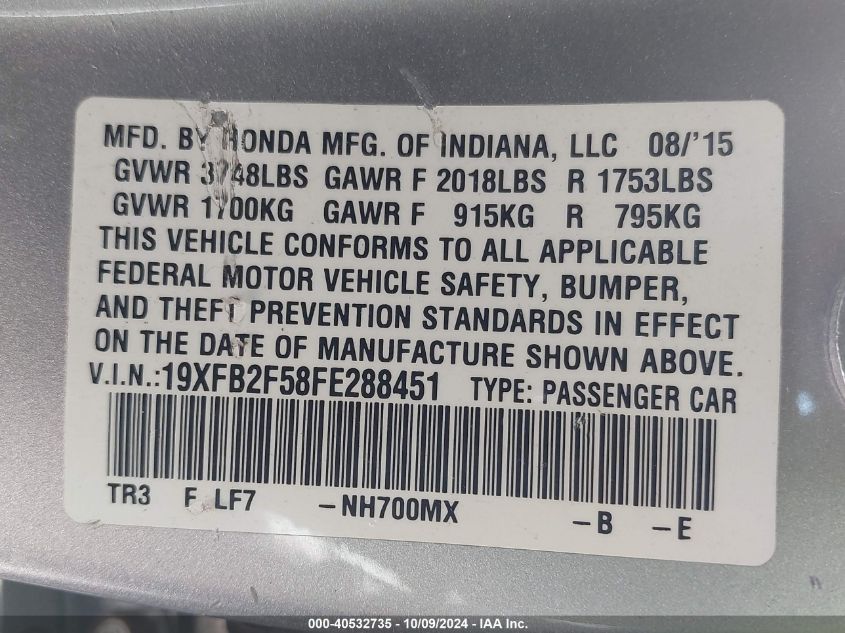 MFD. BY HONDA MFG. OF INDIANA, LLC 08/'15
GVWR 3748LBS GAWR F 2018LBS R 1753LBS
GVWR 1700KG GAWR F 915KG R 795KG
THIS VEHICLE CONFORMS TO ALL APPLICABLE
FEDERAL MOTOR VEHICLE SAFETY, BUMPER,
AND THEFT PREVENTION STANDARDS IN EFFECT
ON THE DATE OF MANUFACTURE SHOWN ABOVE.
V.I.N.:19XFB2F58FE288451 TYPE: PASSENGER CAR
TR3 F LF7 -NH700MX -B -E
000-40532735 - 10/09/2024 - IAA Inc.